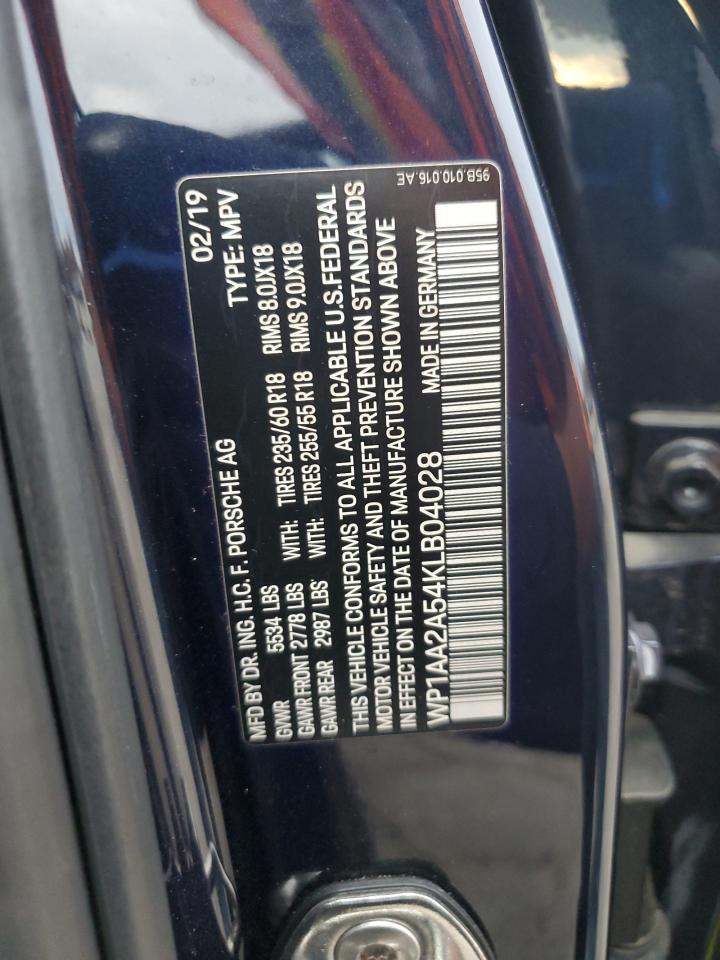 MFD BY DR. ING. H.C. F. PORSCHE AG 02/19
GVWR 5534 LBS TYPE: MPV
GAWR FRONT 2778 LBS WITH: TIRES 235/60 R18 RIMS 8.0JX18
GAWR REAR 2987 LBS WITH: TIRES 255/55 R18 RIMS 9.0JX18
THIS VEHICLE CONFORMS TO ALL APPLICABLE U.S.FEDERAL
MOTOR VEHICLE SAFETY AND THEFT PREVENTION STANDARDS
IN EFFECT ON THE DATE OF MANUFACTURE SHOWN ABOVE
WP1AA2A54KLB04028 MADE IN GERMANY
95B.010.016.AE